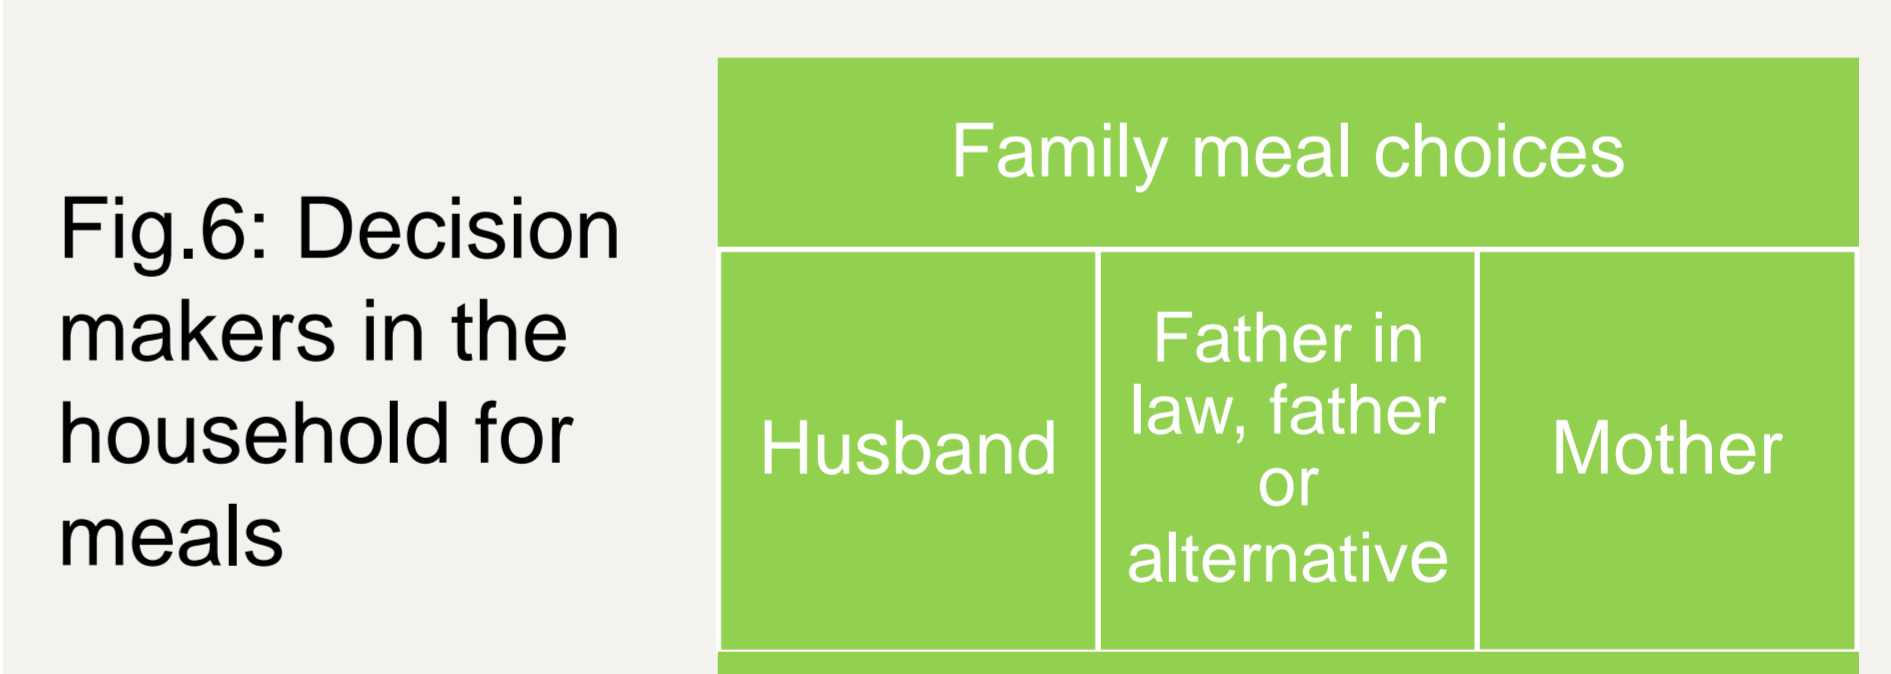 Fig.6: Decision
makers in the
household for
meals
Family meal choices
Husband
Father in
law, father
or
alternative
Mother